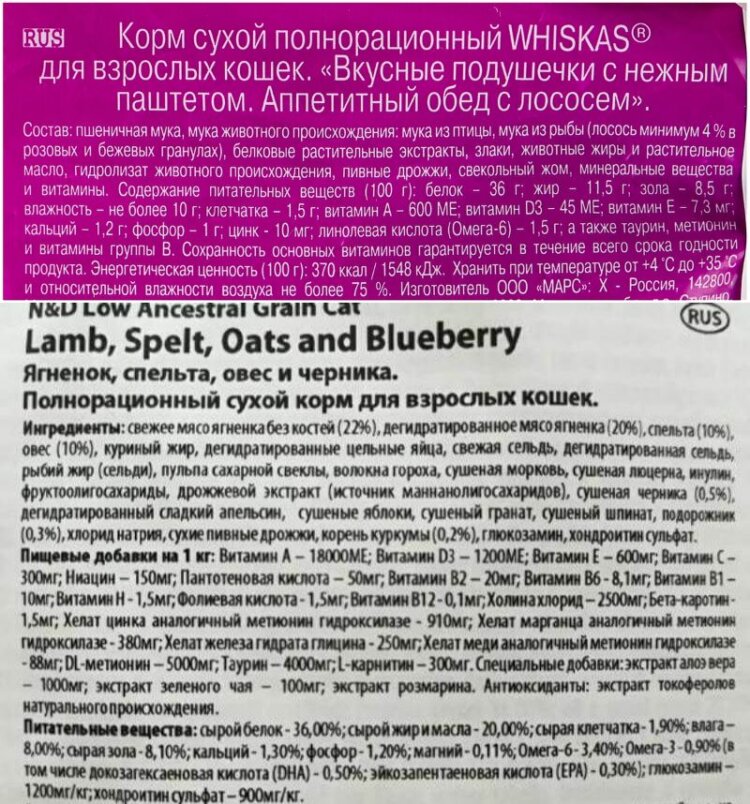 RUS
Корм сухой полнорационный WHISKAS®
для взрослых кошек. «Вкусные подушечки с нежным
паштетом. Аппетитный обед с лососем».
Состав: пшеничная мука, мука животного происхождения: мука из птицы, мука из рыбы (лосось минимум 4 % в
розовых и бежевых гранулах), белковые растительные экстракты, злаки, животные жиры и растительное
масло, гидролизат животного происхождения, пивные дрожжи, свекольный жом, минеральные вещества
и витамины. Содержание питательных веществ (100 г): белок – 36 г; жир – 11,5 г; зола – 8,5 г;
влажность – не более 10 г; клетчатка – 1,5 г; витамин А – 600 МЕ; витамин D3 – 45 МЕ; витамин Е – 7,3 мг;
кальций – 1,2 г; фосфор – 1 г; цинк - 10 мг; линолевая кислота (Омега-6) – 1,5 г; а также таурин, метионин
и витамины группы В. Сохранность основных витаминов гарантируется в течение всего срока годности
продукта. Энергетическая ценность (100 г): 370 ккал / 1548 кДж. Хранить при температуре от +4 °С до +35 °С
и относительной влажности воздуха не более 75 %. Изготовитель ООО «МАРС»: X - Россия, 142800,
N&D Low Ancestral Grain Cat
RUS
Lamb, Spelt, Oats and Blueberry
Ягненок, спельта, овес и черника.
Полнорационный сухой корм для взрослых кошек.
Ингредиенты: свежее мясо ягненка без костей (22%), дегидратированное мясо ягненка (20%), спельта (10%),
овес (10%), куриный жир, дегидратированные цельные яйца, свежая сельдь, дегидратированная сельдь,
рыбий жир (сельди), пульпа сахарной свеклы, волокна гороха, сушеная морковь, сушеная люцерна, инулин,
фруктоолигосахариды, дрожжевой экстракт (источник маннанолигосахаридов), сушеная черника (0,5%),
дегидратированный сладкий апельсин, сушеные яблоки, сушеный гранат, сушеный шпинат, подорожник
(0,3%), хлорид натрия, сухие пивные дрожжи, корень куркумы (0,2%), глюкозамин, хондроитин сульфат.
Пищевые добавки на 1 кг: Витамин А – 18000МЕ; Витамин D3 – 1200МЕ; Витамин Е – 600мг; Витамин С –
300мг; Ниацин – 150мг; Пантотеновая кислота – 50мг; Витамин В2 – 20мг; Витамин В6 - 8,1мг; Витамин В1 –
10мг; Витамин Н - 1,5мг; Фолиевая кислота - 1,5мг; Витамин В12 - 0,1мг; Холин хлорид – 2500мг; Бета-каротин -
1,5мг; Хелат цинка аналогичный метионин гидроксилазе - 910мг; Хелат марганца аналогичный метионин
гидроксилазе - 380мг; Хелат железа гидрата глицина - 250мг; Хелат меди аналогичный метионин гидроксилазе
- 88мг; DL-метионин – 5000мг; Таурин – 4000мг; L-карнитин – 300мг. Специальные добавки: экстракт алоэ вера
– 1000мг; экстракт зеленого чая – 100мг; экстракт розмарина. Антиоксиданты: экстракт токоферолов
натурального происхождения.
Питательные вещества: сырой белок - 36,00%; сырой жир и масла - 20,00%; сырая клетчатка - 1,90%; влага –
8,00%; сырая зола - 8,10%; кальций - 1,30%; фосфор - 1,20%; магний - 0,11%; Омега-6 - 3,40%; Омега-3 - 0,90% (в
том числе докозагексаеновая кислота (DHA) - 0,50%; эйкозапентаеновая кислота (EPA) - 0,30%); глюкозамин –
1200мг/кг; хондроитин сульфат – 900мг/кг.